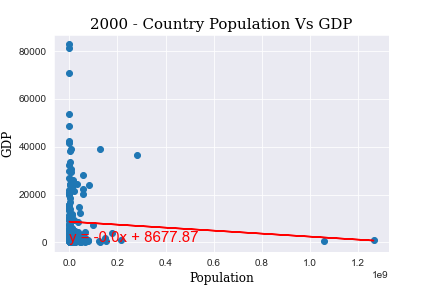 2000 - Country Population Vs GDP
80000
60000
40000
20000
0
GDP
y = -0.0x + 8677.87
0.0 0.2 0.4 0.6 0.8 1.0 1.2
1e9
Population